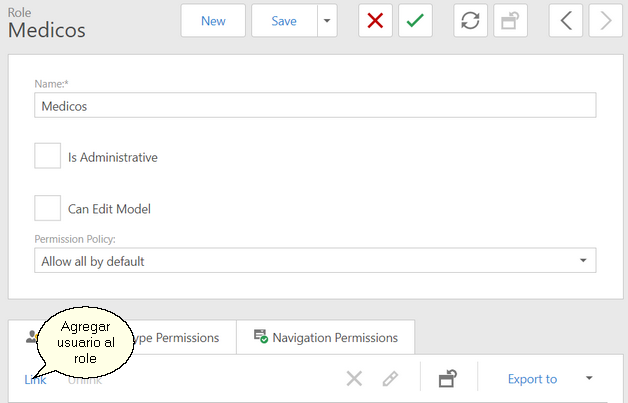 Role
Medicos
New
Save
Name:*
Medicos
Is Administrative
Can Edit Model
Permission Policy:
Allow all by default
Agregar
usuario al
role
ype Permissions
Navigation Permissions
Link
Unlink
Export to